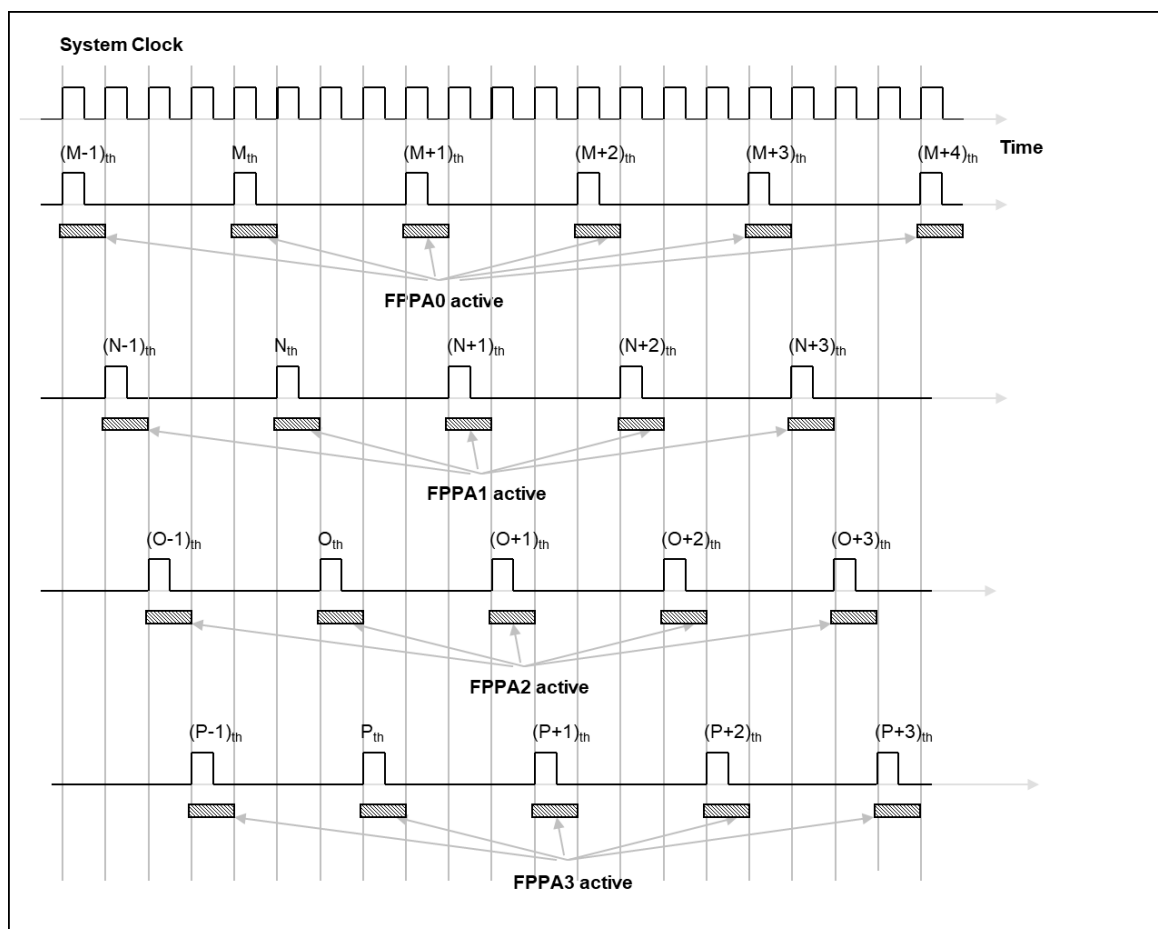 System Clock
Time
(M-1)th Mth (M+1)th (M+2)th (M+3)th (M+4)th
FPPA0 active
(N-1)th Nth (N+1)th (N+2)th (N+3)th
FPPA1 active
(O-1)th Oth (O+1)th (O+2)th (O+3)th
FPPA2 active
(P-1)th Pth (P+1)th (P+2)th (P+3)th
FPPA3 active